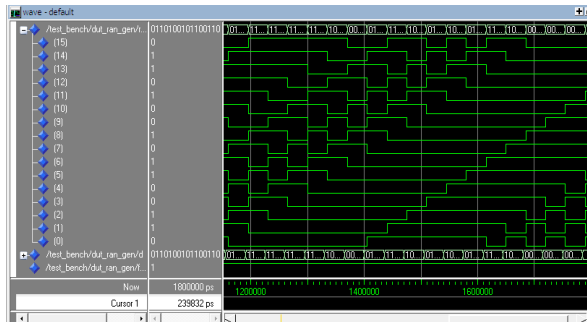 wave - default
/test_bench/dut_ran_gen/r... 0110100101100110
(15) 0
(14) 1
(13) 1
(12) 0
(11) 1
(10) 0
(9) 0
(8) 1
(7) 0
(6) 1
(5) 1
(4) 0
(3) 0
(2) 1
(1) 1
(0) 0
/test_bench/dut_ran_gen/d 0110100101100110
/test_bench/dut_ran_gen/f... 1
Now 1800000 ps 1200000 1400000 1600000
Cursor 1 239832 ps